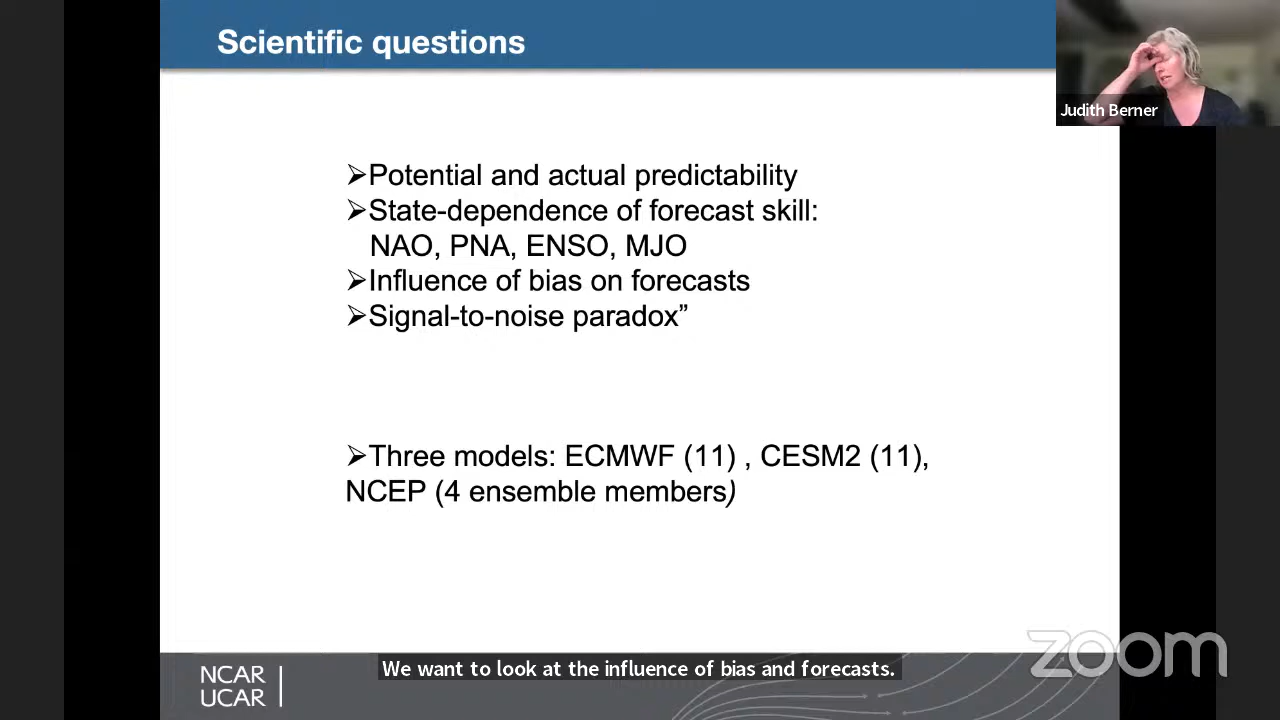 Scientific questions
Judith Berner
➢Potential and actual predictability
➢State-dependence of forecast skill:
NAO, PNA, ENSO, MJO
➢Influence of bias on forecasts
➢Signal-to-noise paradox”
➢Three models: ECMWF (11) , CESM2 (11),
NCEP (4 ensemble members)
zoom
We want to look at the influence of bias and forecasts.
NCAR
UCAR